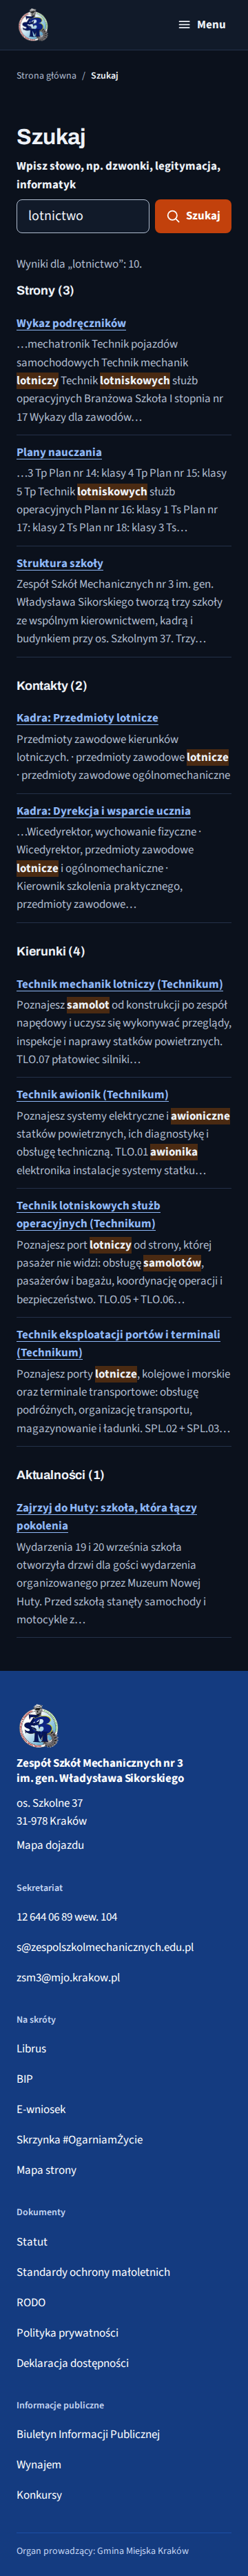 Menu
Strona główna / Szukaj
Szukaj
Wpisz słowo, np. dzwonki, legitymacja,
informatyk
lotnictwo
Szukaj
Wyniki dla „lotnictwo”: 10.
Strony (3)
Wykaz podręczników
…mechatronik Technik pojazdów
samochodowych Technik mechanik
lotniczy Technik lotniskowych służb
operacyjnych Branżowa Szkoła I stopnia nr
17 Wykazy dla zawodów…
Plany nauczania
…3 Tp Plan nr 14: klasy 4 Tp Plan nr 15: klasy
5 Tp Technik lotniskowych służb
operacyjnych Plan nr 16: klasy 1 Ts Plan nr
17: klasy 2 Ts Plan nr 18: klasy 3 Ts…
Struktura szkoły
Zespół Szkół Mechanicznych nr 3 im. gen.
Władysława Sikorskiego tworzą trzy szkoły
ze wspólnym kierownictwem, kadrą i
budynkiem przy os. Szkolnym 37. Trzy…
Kontakty (2)
Kadra: Przedmioty lotnicze
Przedmioty zawodowe kierunków
lotniczych. · przedmioty zawodowe lotnicze
· przedmioty zawodowe ogólnomechaniczne
Kadra: Dyrekcja i wsparcie ucznia
…Wicedyrektor, wychowanie fizyczne ·
Wicedyrektor, przedmioty zawodowe
lotnicze i ogólnomechaniczne ·
Kierownik szkolenia praktycznego,
przedmioty zawodowe…
Kierunki (4)
Technik mechanik lotniczy (Technikum)
Poznajesz samolot od konstrukcji po zespół
napędowy i uczysz się wykonywać przeglądy,
inspekcje i naprawy statków powietrznych.
TLO.07 płatowiec silniki…
Technik awionik (Technikum)
Poznajesz systemy elektryczne i awioniczne
statków powietrznych, ich diagnostykę i
obsługę techniczną. TLO.01 awionika
elektronika instalacje systemy statku…
Technik lotniskowych służb
operacyjnych (Technikum)
Poznajesz port lotniczy od strony, której
pasażer nie widzi: obsługę samolotów,
pasażerów i bagażu, koordynację operacji i
bezpieczeństwo. TLO.05 + TLO.06…
Technik eksploatacji portów i terminali
(Technikum)
Poznajesz porty lotnicze, kolejowe i morskie
oraz terminale transportowe: obsługę
podróżnych, organizację transportu,
magazynowanie i ładunki. SPL.02 + SPL.03…
Aktualności (1)
Zajrzyj do Huty: szkoła, która łączy
pokolenia
Wydarzenia 19 i 20 września szkoła
otworzyła drzwi dla gości wydarzenia
organizowanego przez Muzeum Nowej
Huty. Przed szkołą stanęły samochody i
motocykle z…
Zespół Szkół Mechanicznych nr 3
im. gen. Władysława Sikorskiego
os. Szkolne 37
31-978 Kraków
Mapa dojazdu
Sekretariat
12 644 06 89 wew. 104
s@zespolszkolmechanicznych.edu.pl
zsm3@mjo.krakow.pl
Na skróty
Librus
BIP
E-wniosek
Skrzynka #OgarniamŻycie
Mapa strony
Dokumenty
Statut
Standardy ochrony małoletnich
RODO
Polityka prywatności
Deklaracja dostępności
Informacje publiczne
Biuletyn Informacji Publicznej
Wynajem
Konkursy
Organ prowadzący: Gmina Miejska Kraków